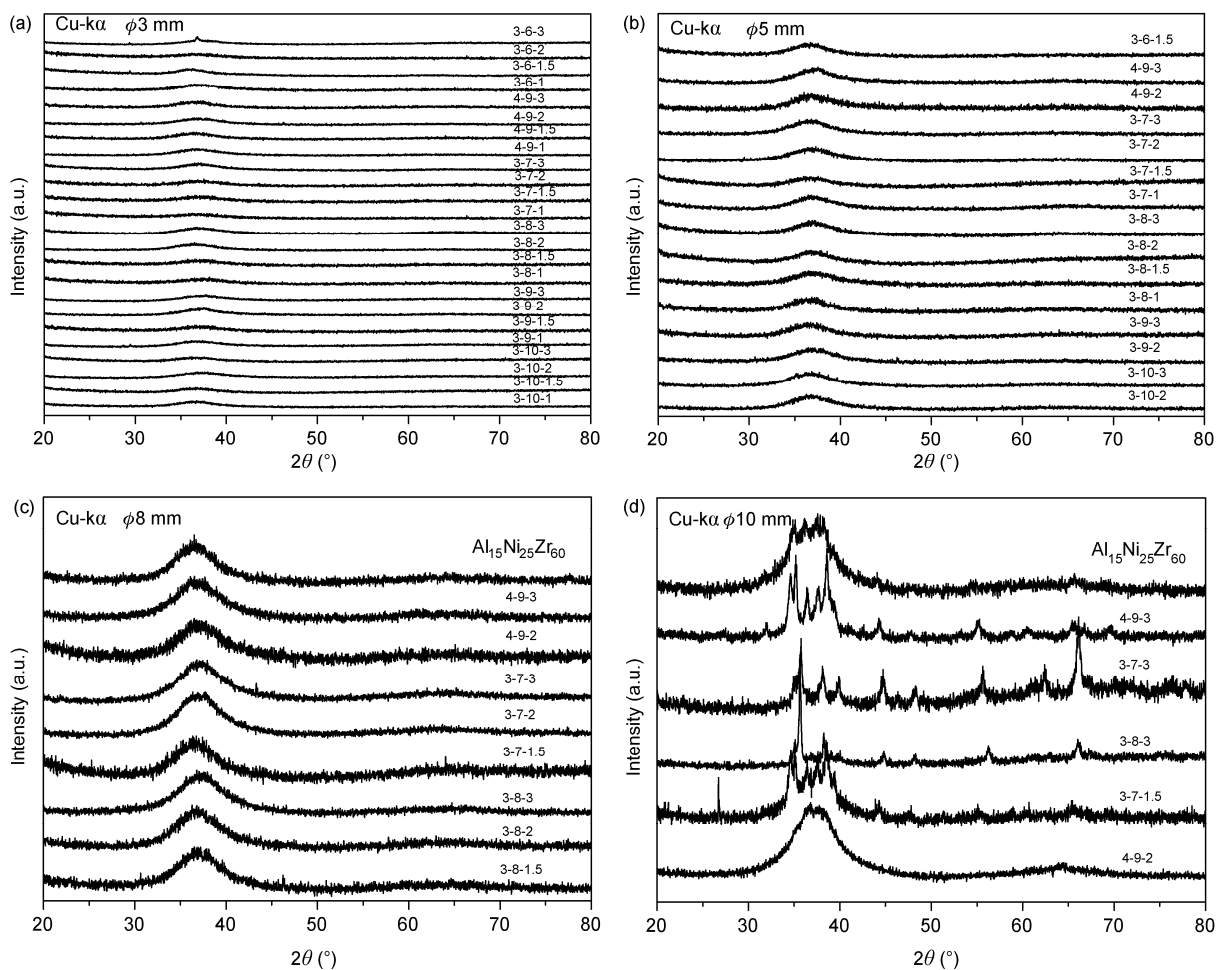 (a)
Cu-kα ϕ3 mm
3-6-3
3-6-2
3-6-1.5
3-6-1
4-9-3
4-9-2
4-9-1.5
4-9-1
3-7-3
3-7-2
3-7-1.5
3-7-1
3-8-3
3-8-2
3-8-1.5
3-8-1
3-9-3
3-9-2
3-9-1.5
3-9-1
3-10-3
3-10-2
3-10-1.5
3-10-1
Intensity (a.u.)
20 30 40 50 60 70 80
2θ (°)
(b)
Cu-kα ϕ5 mm
3-6-1.5
4-9-3
4-9-2
3-7-3
3-7-2
3-7-1.5
3-7-1
3-8-3
3-8-2
3-8-1.5
3-8-1
3-9-3
3-9-2
3-10-3
3-10-2
Intensity (a.u.)
20 30 40 50 60 70 80
2θ (°)
(c)
Cu-kα ϕ8 mm
Al₁₅Ni₂₅Zr₆₀
4-9-3
4-9-2
3-7-3
3-7-2
3-7-1.5
3-8-3
3-8-2
3-8-1.5
Intensity (a.u.)
20 30 40 50 60 70 80
2θ (°)
(d)
Cu-kα ϕ10 mm
Al₁₅Ni₂₅Zr₆₀
4-9-3
3-7-3
3-8-3
3-7-1.5
4-9-2
Intensity (a.u.)
20 30 40 50 60 70 80
2θ (°)